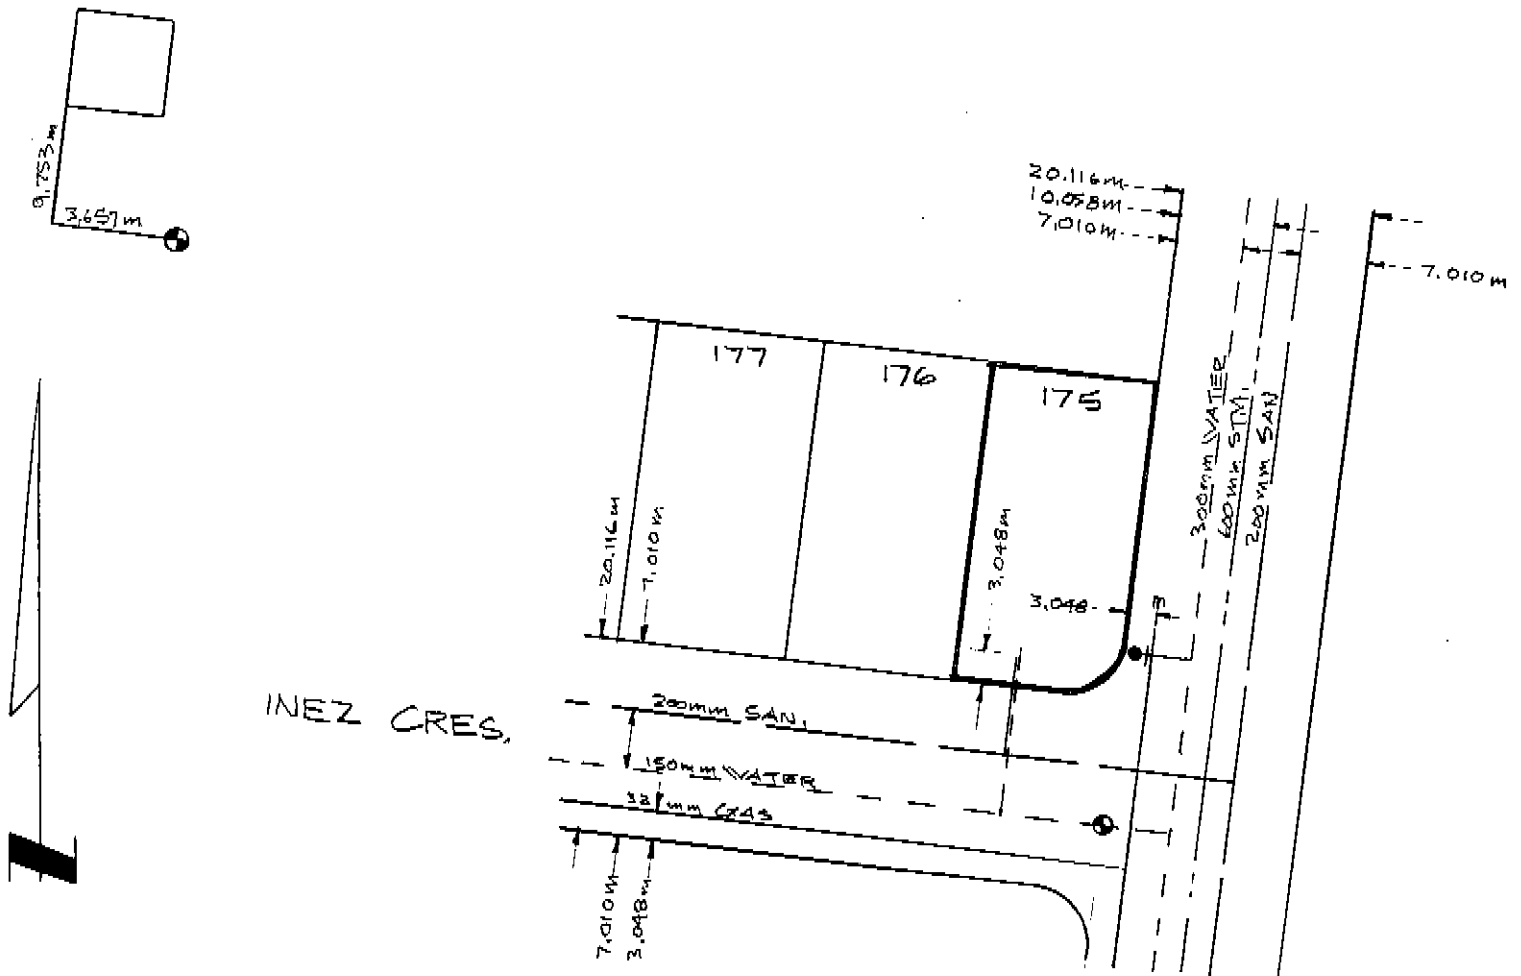 9.753m
3.657m
20.116m
10.058m
7.010m
7.010m
177
176
175
300mm WATER
600mm STM.
200mm SAN
20.116m
7.010m
3.048m
3.048 m
INEZ CRES.
200mm SAN.
150mm WATER
32mm GAS
7.010m
3.048m